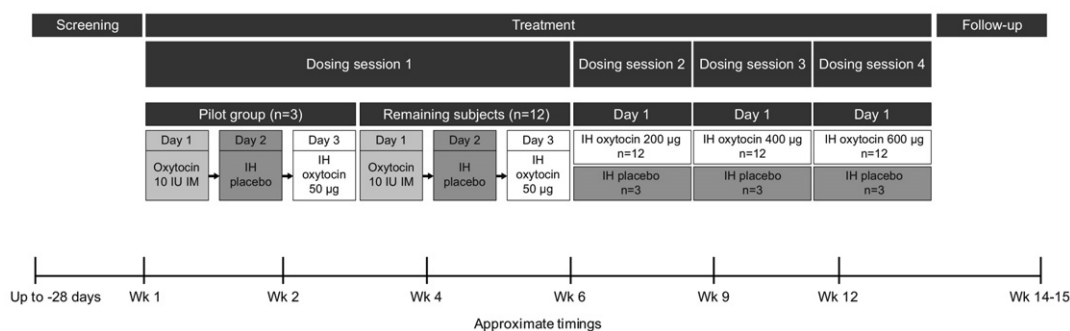 Screening
Treatment
Follow-up
Dosing session 1
Dosing session 2
Dosing session 3
Dosing session 4
Pilot group (n=3)
Remaining subjects (n=12)
Day 1
Day 1
Day 1
Day 1
Oxytocin
10 IU IM
Day 2
IH
placebo
Day 3
IH
oxytocin
50 µg
Day 1
Oxytocin
10 IU IM
Day 2
IH
placebo
Day 3
IH
oxytocin
50 µg
IH oxytocin 200 µg
n=12
IH oxytocin 400 µg
n=12
IH oxytocin 600 µg
n=12
IH placebo
n=3
IH placebo
n=3
IH placebo
n=3
Up to -28 days
Wk 1
Wk 2
Wk 4
Wk 6
Wk 9
Wk 12
Wk 14-15
Approximate timings